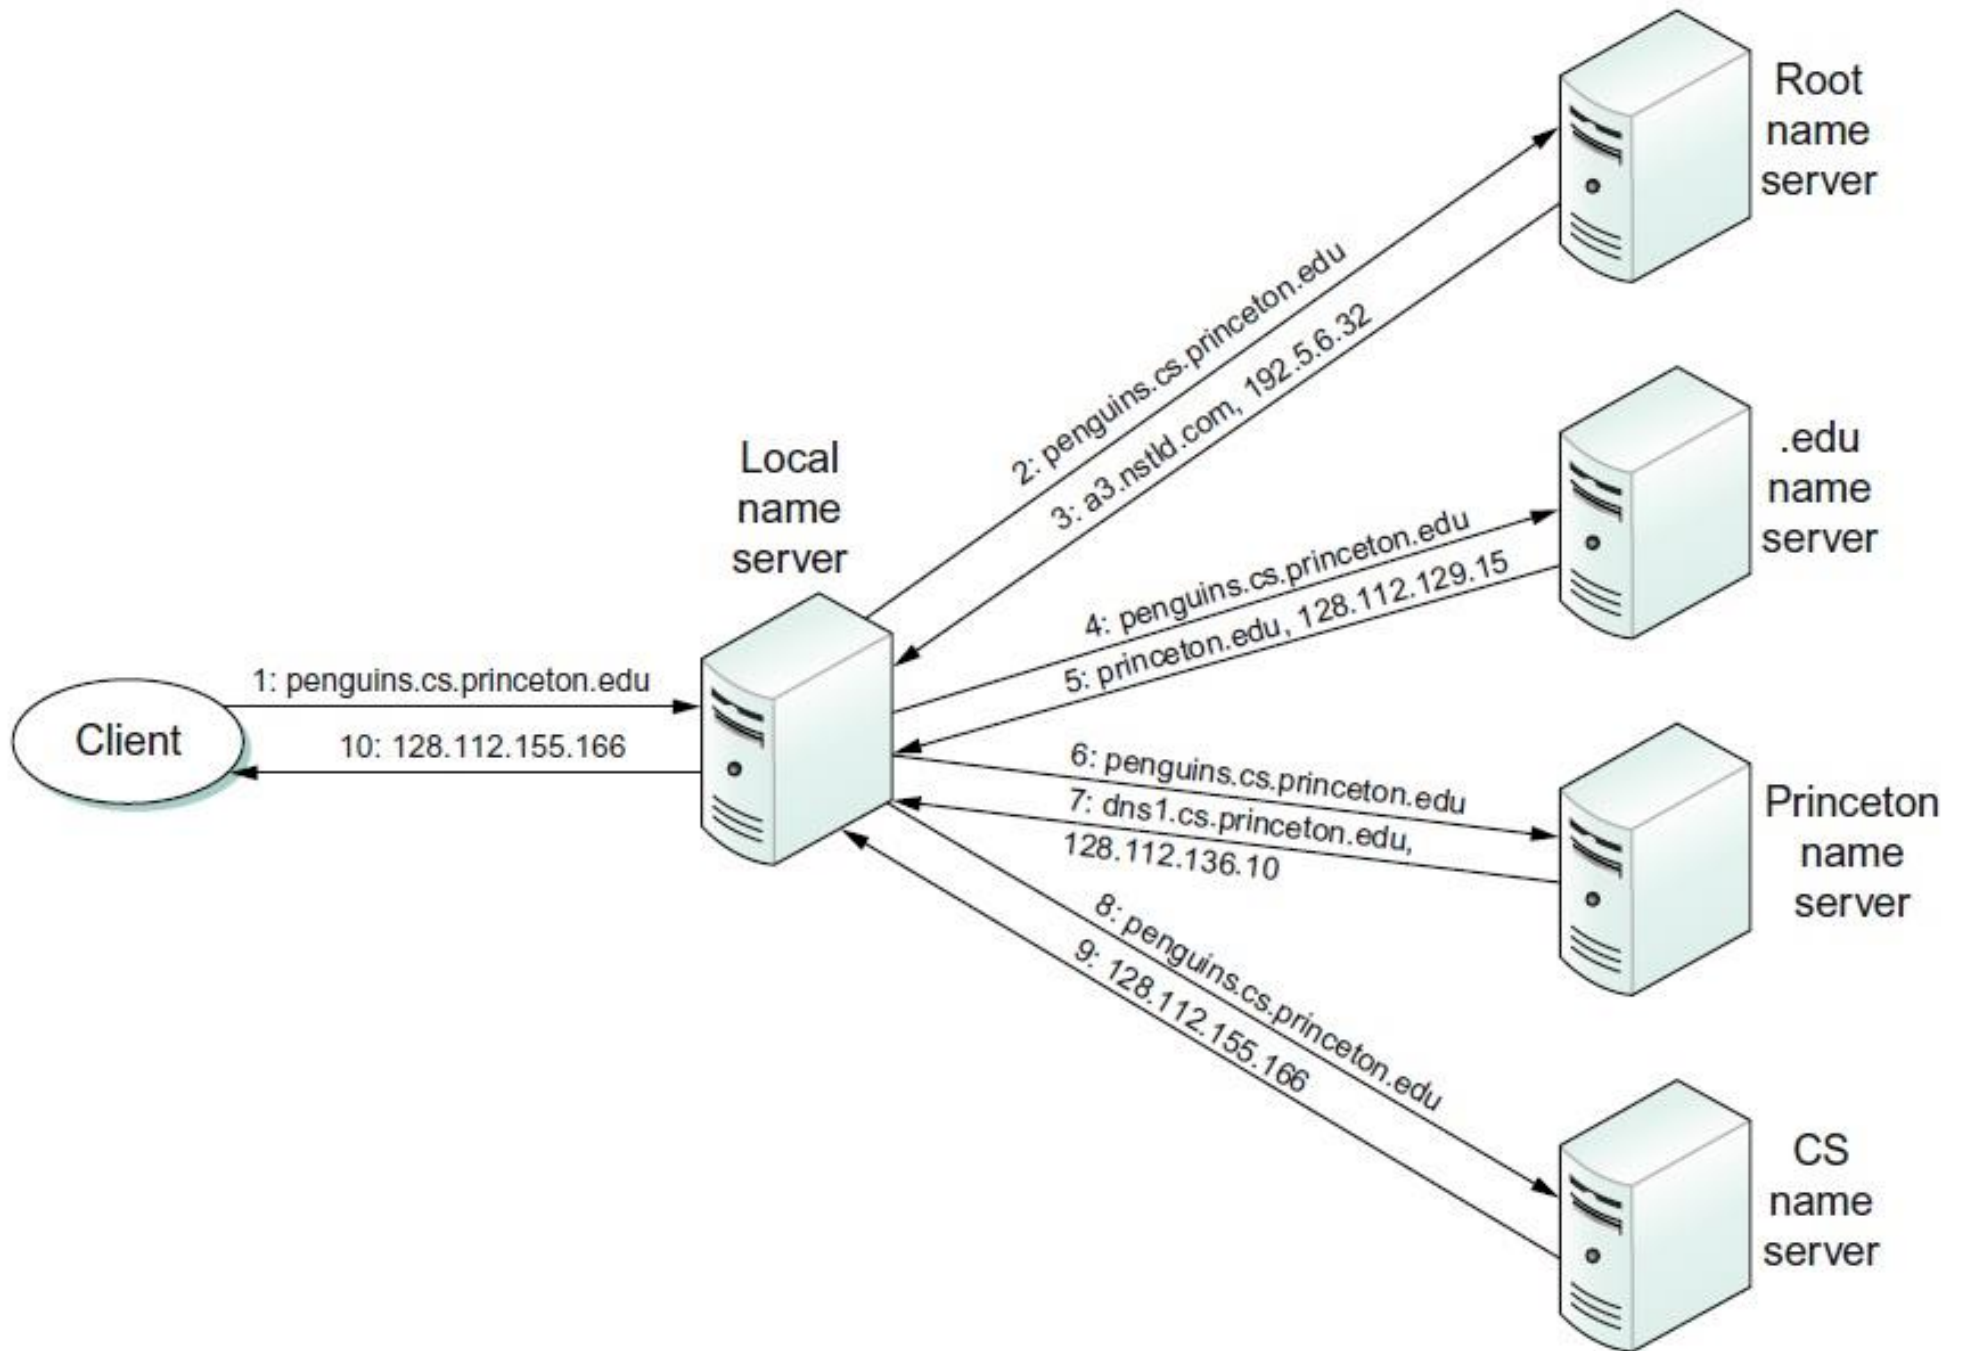 Root
name
server
2: penguins.cs.princeton.edu
3: a3.nstld.com, 192.5.6.32
.edu
name
server
Local
name
server
4: penguins.cs.princeton.edu
5: princeton.edu, 128.112.129.15
1: penguins.cs.princeton.edu
Client
10: 128.112.155.166
6: penguins.cs.princeton.edu
7: dns1.cs.princeton.edu,
128.112.136.10
Princeton
name
server
8: penguins.cs.princeton.edu
9: 128.112.155.166
CS
name
server